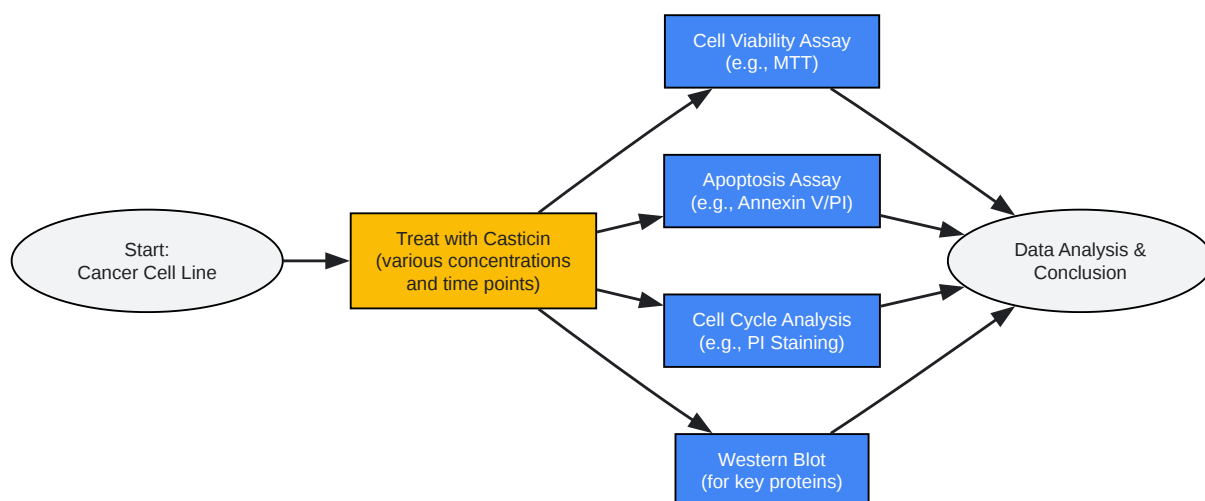 Start:
Cancer Cell Line
Treat with Casticin
(various concentrations
and time points)
Cell Viability Assay
(e.g., MTT)
Apoptosis Assay
(e.g., Annexin V/PI)
Cell Cycle Analysis
(e.g., PI Staining)
Western Blot
(for key proteins)
Data Analysis &
Conclusion